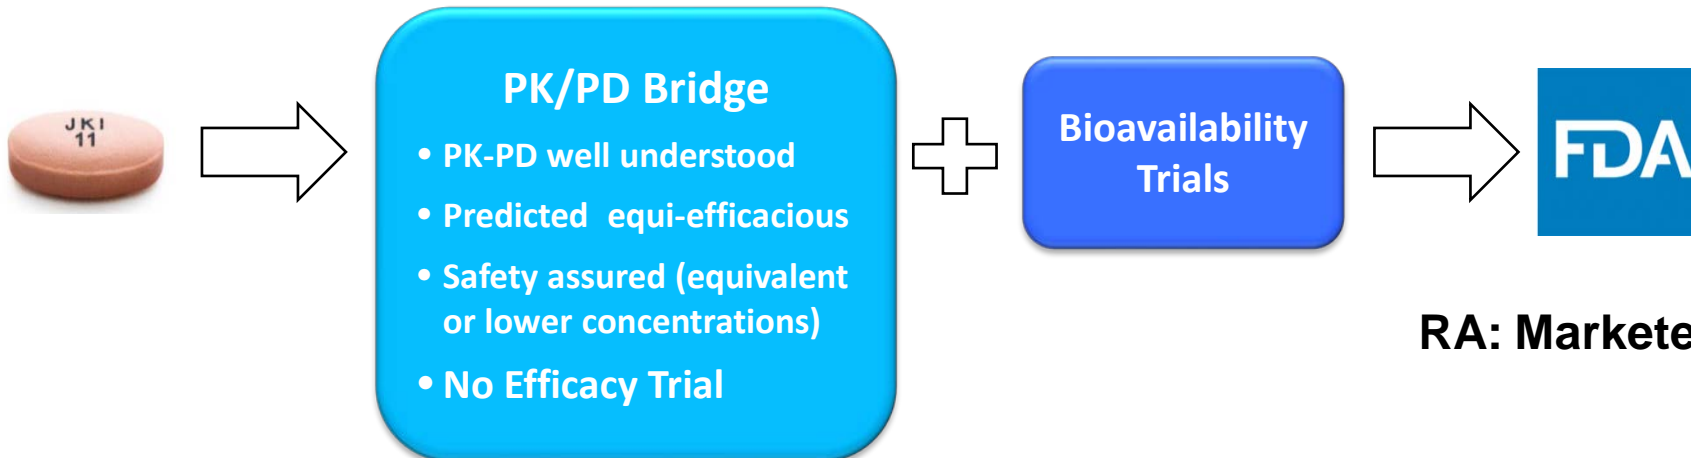 JKI
11
PK/PD Bridge
• PK-PD well understood
• Predicted equi-efficacious
• Safety assured (equivalent
or lower concentrations)
• No Efficacy Trial
Bioavailability
Trials
FDA
RA: Markete